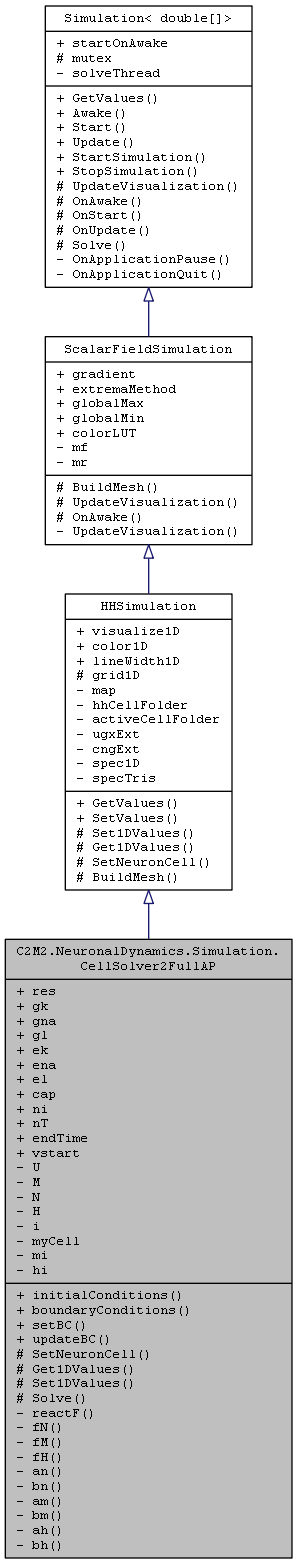 Simulation< double[]>
+ startOnAwake
# mutex
- solveThread
+ GetValues()
+ Awake()
+ Start()
+ Update()
+ StartSimulation()
+ StopSimulation()
# UpdateVisualization()
# OnAwake()
# OnStart()
# OnUpdate()
# Solve()
- OnApplicationPause()
- OnApplicationQuit()
ScalarFieldSimulation
+ gradient
+ extremaMethod
+ globalMax
+ globalMin
+ colorLUT
- mf
- mr
# BuildMesh()
# UpdateVisualization()
# OnAwake()
- UpdateVisualization()
HHSimulation
+ visualize1D
+ color1D
+ lineWidth1D
# grid1D
- map
- hhCellFolder
- activeCellFolder
- ugxExt
- cngExt
- spec1D
- specTris
+ GetValues()
+ SetValues()
# Set1DValues()
# Get1DValues()
# SetNeuronCell()
# BuildMesh()
C2M2.NeuronalDynamics.Simulation.
CellSolver2FullAP
+ res
+ gk
+ gna
+ gl
+ ek
+ ena
+ el
+ cap
+ ni
+ nT
+ endTime
+ vstart
- U
- M
- N
- H
- i
- myCell
- mi
- hi
+ initialConditions()
+ boundaryConditions()
+ setBC()
+ updateBC()
# SetNeuronCell()
# Get1DValues()
# Set1DValues()
# Solve()
- reactF()
- fN()
- fM()
- fH()
- an()
- bn()
- am()
- bm()
- ah()
- bh()